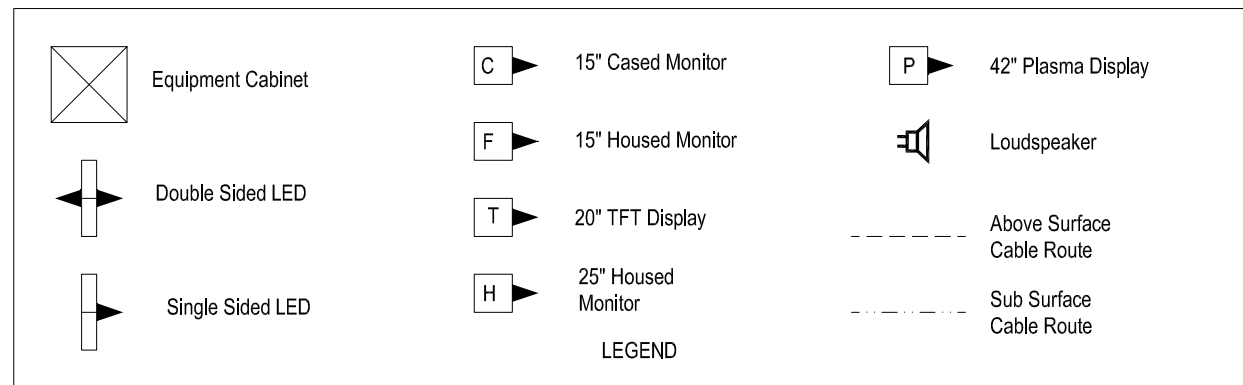 Equipment Cabinet
Double Sided LED
Single Sided LED
C
15" Cased Monitor
F
15" Housed Monitor
T
20" TFT Display
H
25" Housed
Monitor
P
42" Plasma Display
Loudspeaker
Above Surface
Cable Route
Sub Surface
Cable Route
LEGEND